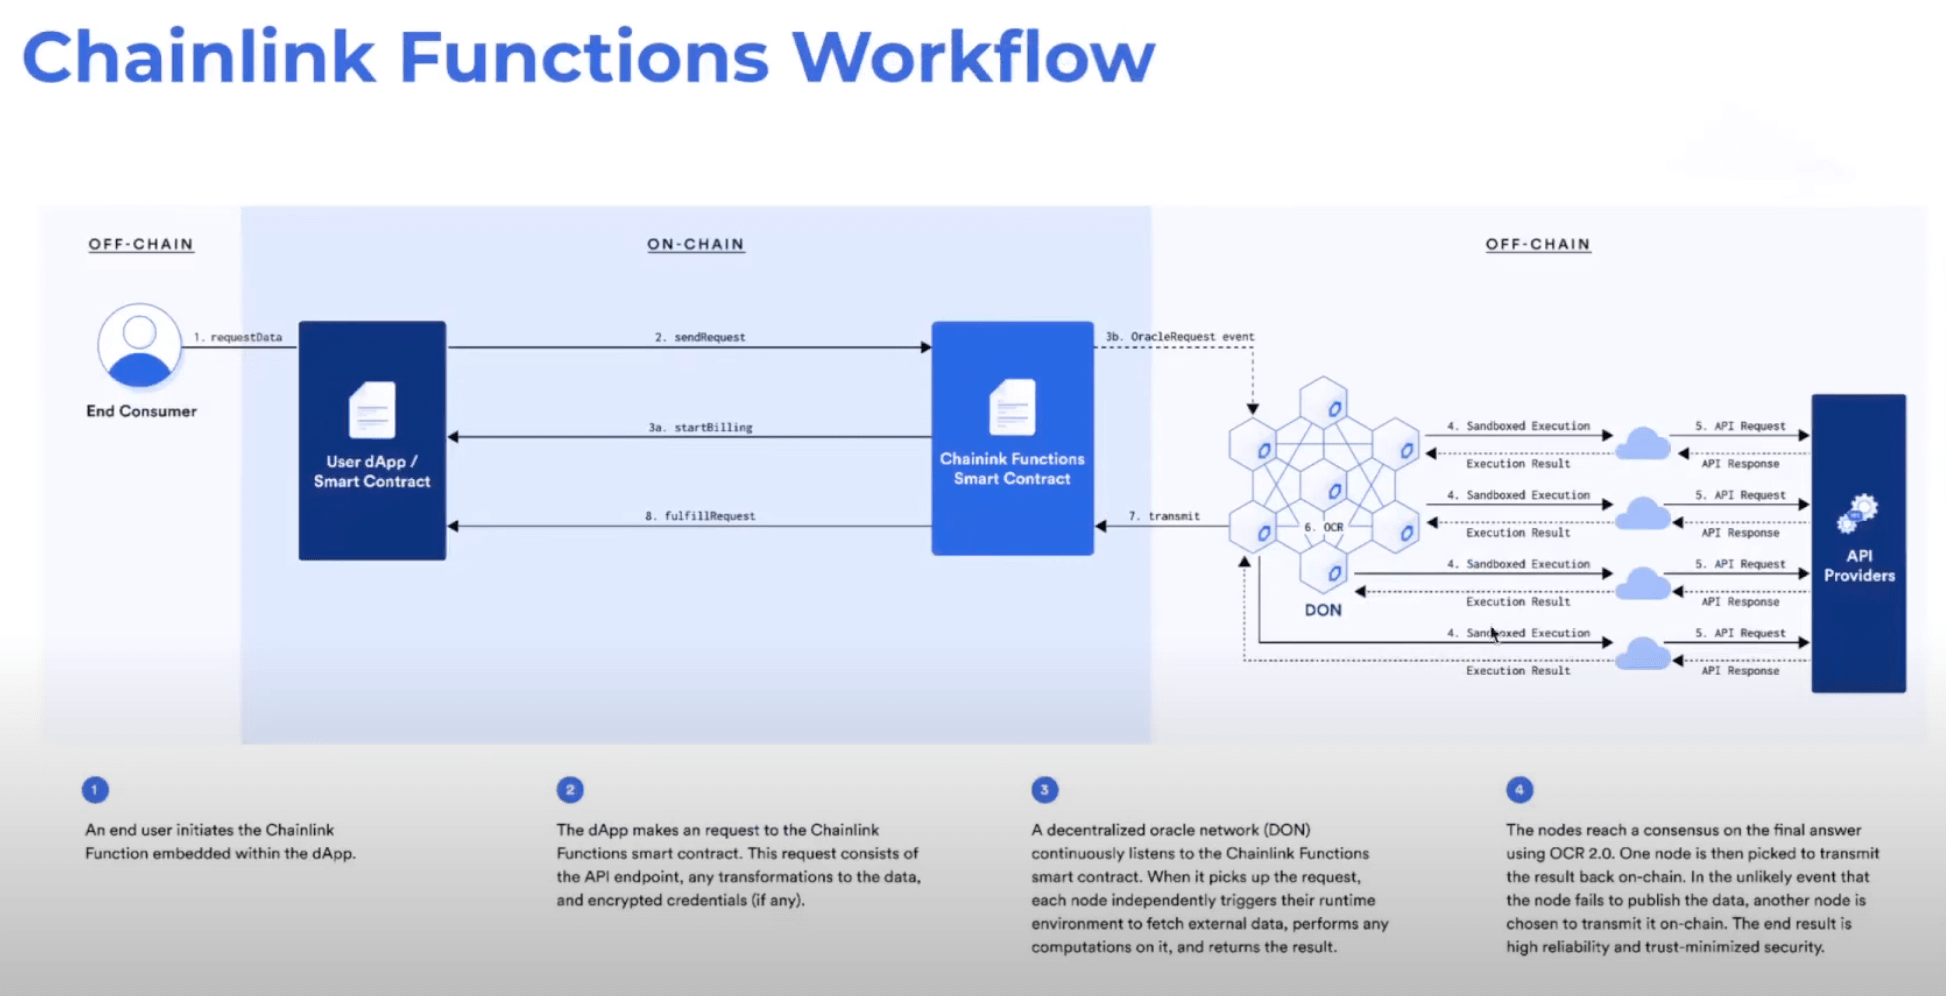 Chainlink Functions Workflow
OFF-CHAIN
ON-CHAIN
OFF-CHAIN
1. requestData
End Consumer
User dApp /
Smart Contract
2. sendRequest
3a. startBilling
8. fulfillRequest
Chainink Functions
Smart Contract
3b. OracleRequest event
7. transmit
6. OCR
DON
4. Sandboxed Execution
Execution Result
5. API Request
API Response
4. Sandboxed Execution
Execution Result
5. API Request
API Response
4. Sandboxed Execution
Execution Result
5. API Request
API Response
4. Sandboxed Execution
Execution Result
5. API Request
API Response
API
Providers
1
An end user initiates the Chainlink
Function embedded within the dApp.
2
The dApp makes an request to the Chainlink
Functions smart contract. This request consists of
the API endpoint, any transformations to the data,
and encrypted credentials (if any).
3
A decentralized oracle network (DON)
continuously listens to the Chainlink Functions
smart contract. When it picks up the request,
each node independently triggers their runtime
environment to fetch external data, performs any
computations on it, and returns the result.
4
The nodes reach a consensus on the final answer
using OCR 2.0. One node is then picked to transmit
the result back on-chain. In the unlikely event that
the node fails to publish the data, another node is
chosen to transmit it on-chain. The end result is
high reliability and trust-minimized security.